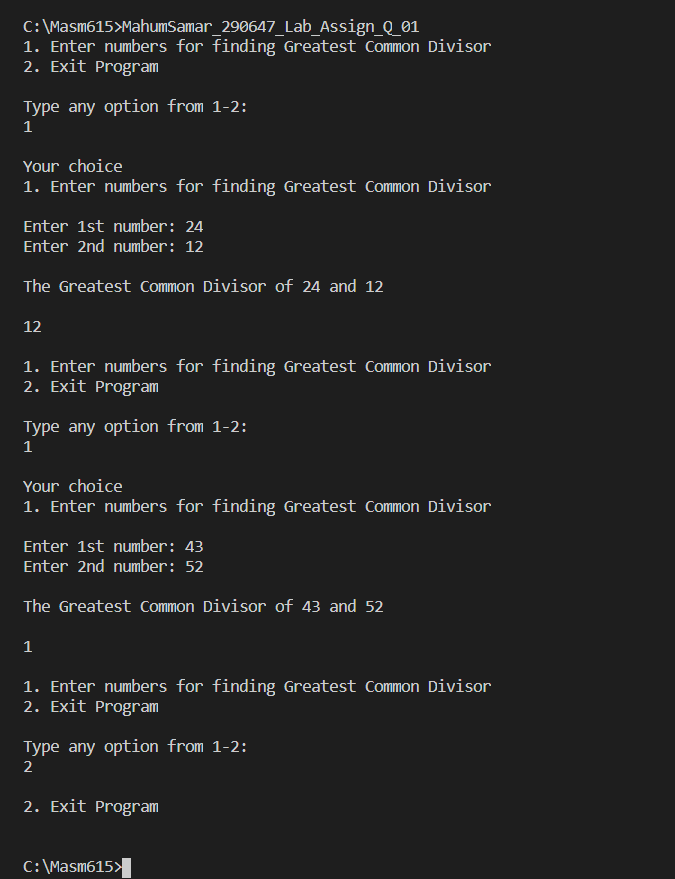 C:\Masm615>MahumSamar_290647_Lab_Assign_Q_01
1. Enter numbers for finding Greatest Common Divisor
2. Exit Program
Type any option from 1-2:
1
Your choice
1. Enter numbers for finding Greatest Common Divisor
Enter 1st number: 24
Enter 2nd number: 12
The Greatest Common Divisor of 24 and 12
12
1. Enter numbers for finding Greatest Common Divisor
2. Exit Program
Type any option from 1-2:
1
Your choice
1. Enter numbers for finding Greatest Common Divisor
Enter 1st number: 43
Enter 2nd number: 52
The Greatest Common Divisor of 43 and 52
1
1. Enter numbers for finding Greatest Common Divisor
2. Exit Program
Type any option from 1-2:
2
2. Exit Program
C:\Masm615>